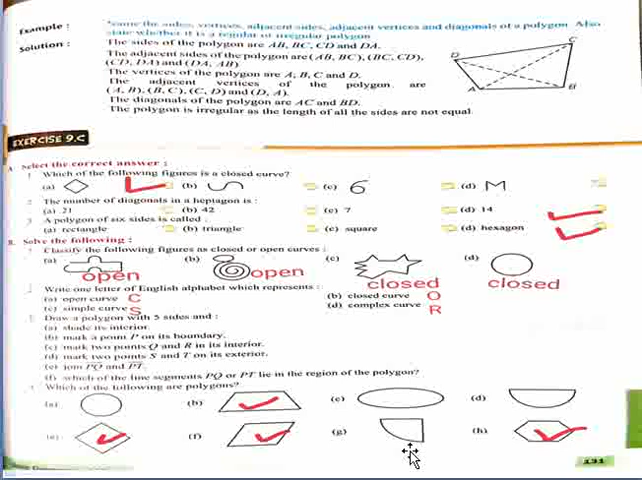 Example :
name the sides, vertices, adjacent sides, adjacent vertices and diagonals of a polygon. Also
state whether it is a regular or irregular polygon
Solution :
The sides of the polygon are AB, BC, CD and DA.
The adjacent sides of the polygon are (AB, BC), (BC, CD),
(CD, DA) and (DA, AB)
The vertices of the polygon are A, B, C and D.
The adjacent vertices of the polygon are
(A, B), (B, C), (C, D) and (D, A).
The diagonals of the polygon are AC and BD.
The polygon is irregular as the length of all the sides are not equal
D C A B
EXERCISE 9.C
A Select the correct answer :
1 Which of the following figures is a closed curve?
(a) (b) (c) 6 (d) M
2 The number of diagonals in a heptagon is :
(a) 21 (b) 42 (c) 7 (d) 14
3 A polygon of six sides is called .
(a) rectangle (b) triangle (c) square (d) hexagon
B. Solve the following :
Classify the following figures as closed or open curves :
(a) (b) (c) (d)
open open closed closed
Write one letter of English alphabet which represents :
(a) open curve C (b) closed curve O
(c) simple curve S (d) complex curve R
Draw a polygon with 5 sides and :
(a) shade its interior.
(b) mark a point P on its boundary.
(c) mark two points Q and R in its interior.
(d) mark two points S and T on its exterior.
(e) join PQ and PT.
(f) which of the line segments PQ or PT lie in the region of the polygon?
Which of the following are polygons?
(a) (b) (c) (d)
(e) (f) (g) (h)
131